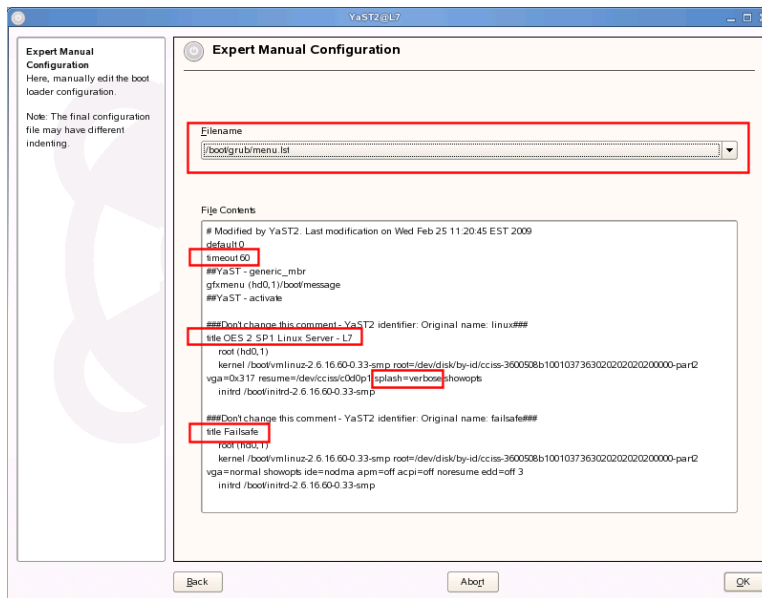 YaST2@L7
Expert Manual
Configuration
Here, manually edit the boot
loader configuration.
Note: The final configuration
file may have different
indenting.
Expert Manual Configuration
Filename
/boot/grub/menu.lst
File Contents
# Modified by YaST2. Last modification on Wed Feb 25 11:20:45 EST 2009
default 0
timeout 60
##YaST - generic_mbr
gfxmenu (hd0,1)/boot/message
##YaST - activate
###Don't change this comment - YaST2 identifier: Original name: linux###
title OES 2 SP1 Linux Server - L7
root (hd0,1)
kernel /boot/vmlinuz-2.6.16.60-0.33-smp root=/dev/disk/by-id/cciss-3600508b1001037363020202020200000-part2
vga=0x317 resume=/dev/cciss/c0d0p1 splash=verbose showopts
initrd /boot/initrd-2.6.16.60-0.33-smp
###Don't change this comment - YaST2 identifier: Original name: failsafe###
title Failsafe
root (hd0,1)
kernel /boot/vmlinuz-2.6.16.60-0.33-smp root=/dev/disk/by-id/cciss-3600508b1001037363020202020200000-part2
vga=normal showopts ide=nodma apm=off acpi=off noresume edd=off 3
initrd /boot/initrd-2.6.16.60-0.33-smp
Back
Abort
OK